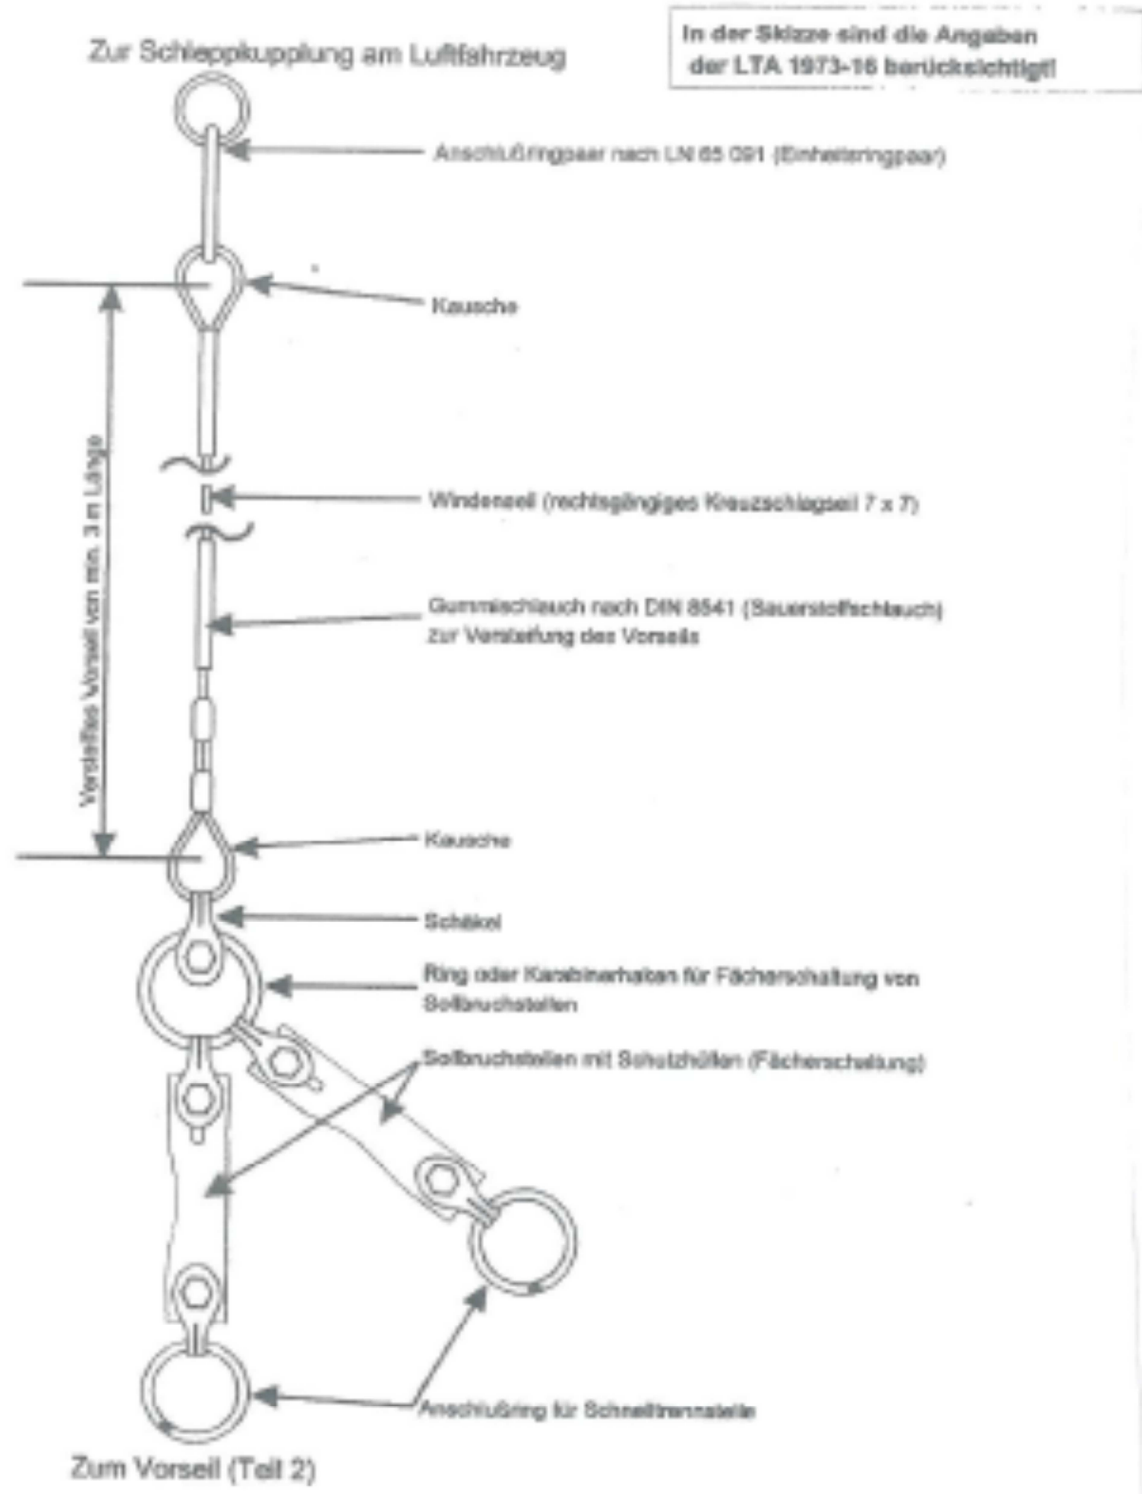 Zur Schleppkupplung am Luftfahrzeug
In der Skizze sind die Angaben
der LTA 1973-16 berücksichtigt!
Anschlußringpaar nach LN 65 091 (Einheitsringpaar)
Kausche
Windenseil (rechtsgängiges Kreuzschlagseil 7 x 7)
Versteiftes Vorseil von min. 3 m Länge
Gummischlauch nach DIN 8541 (Sauerstoffschlauch)
zur Versteifung des Vorseils
Kausche
Schäkel
Ring oder Karabinerhaken für Fächerschaltung von
Sollbruchstellen
Sollbruchstellen mit Schutzhüllen (Fächerschaltung)
Anschlußring für Schnelltrennstelle
Zum Vorseil (Teil 2)